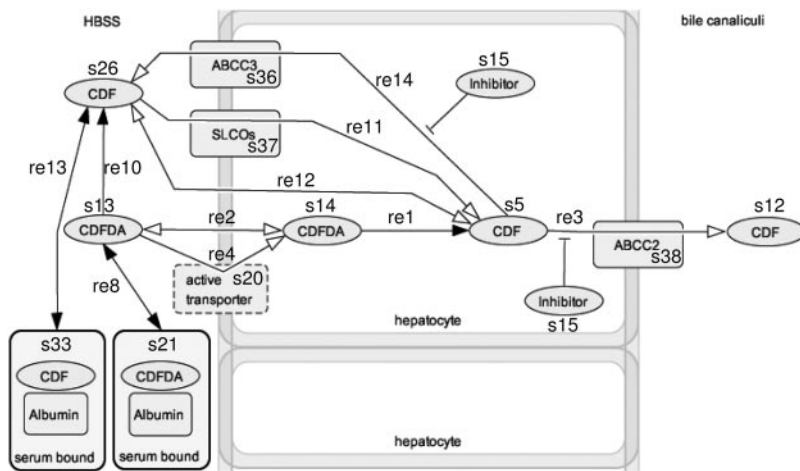 HBSS
bile canaliculi
s26
CDF
ABCC3
s36
re14
s15
Inhibitor
SLCOs
s37
re11
re13
re10
re12
s13
CDFDA
re2
s14
CDFDA
re1
s5
CDF
re3
s12
CDF
re4
ABCC2
s38
active
transporter
s20
re8
Inhibitor
s15
hepatocyte
s33
CDF
Albumin
serum bound
s21
CDFDA
Albumin
serum bound
hepatocyte